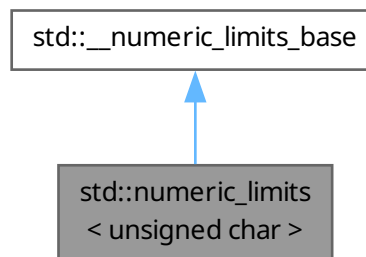 std::__numeric_limits_base
std::numeric_limits
< unsigned char >